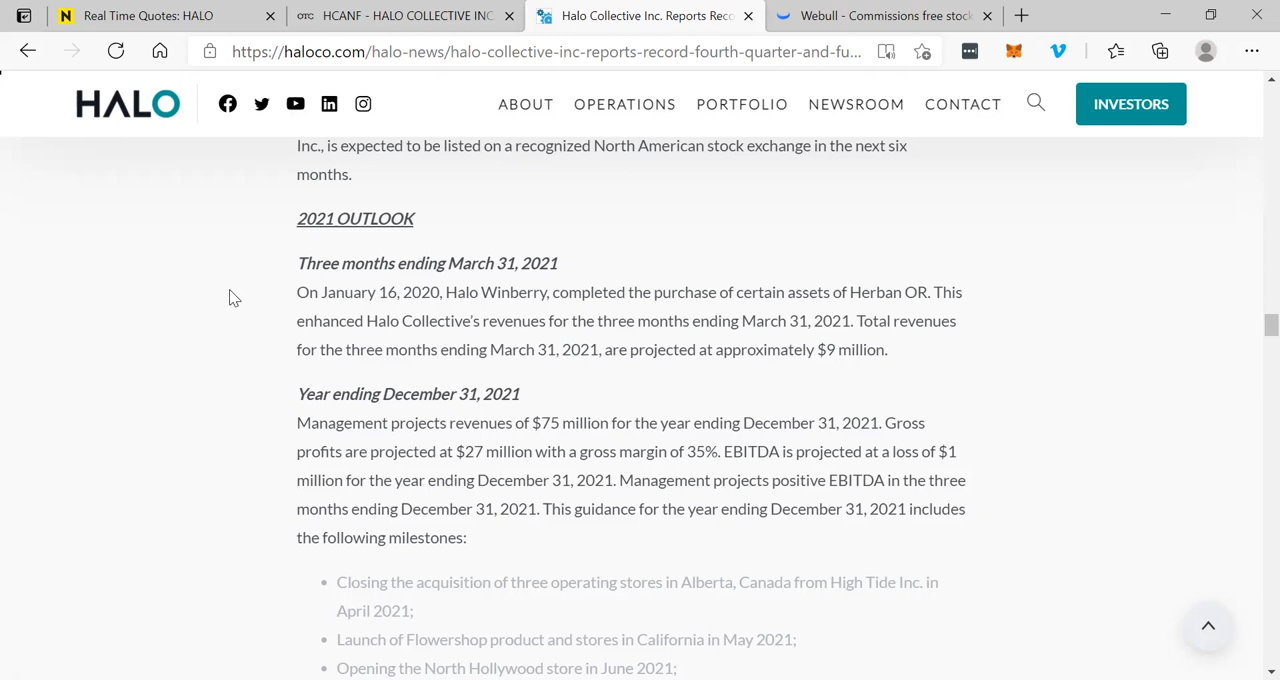 Real Time Quotes: HALO
HCANF - HALO COLLECTIVE INC.
Halo Collective Inc. Reports Reco
Webull - Commissions free stock
https://haloco.com/halo-news/halo-collective-inc-reports-record-fourth-quarter-and-fu...
HALO
ABOUT OPERATIONS PORTFOLIO NEWSROOM CONTACT
INVESTORS
Inc., is expected to be listed on a recognized North American stock exchange in the next six
months.
2021 OUTLOOK
Three months ending March 31, 2021
On January 16, 2020, Halo Winberry, completed the purchase of certain assets of Herban OR. This
enhanced Halo Collective's revenues for the three months ending March 31, 2021. Total revenues
for the three months ending March 31, 2021, are projected at approximately $9 million.
Year ending December 31, 2021
Management projects revenues of $75 million for the year ending December 31, 2021. Gross
profits are projected at $27 million with a gross margin of 35%. EBITDA is projected at a loss of $1
million for the year ending December 31, 2021. Management projects positive EBITDA in the three
months ending December 31, 2021. This guidance for the year ending December 31, 2021 includes
the following milestones:
• Closing the acquisition of three operating stores in Alberta, Canada from High Tide Inc. in
April 2021;
• Launch of Flowershop product and stores in California in May 2021;
• Opening the North Hollywood store in June 2021;